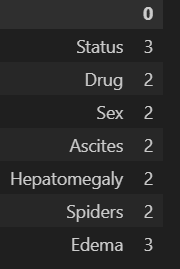 0
Status 3
Drug 2
Sex 2
Ascites 2
Hepatomegaly 2
Spiders 2
Edema 3